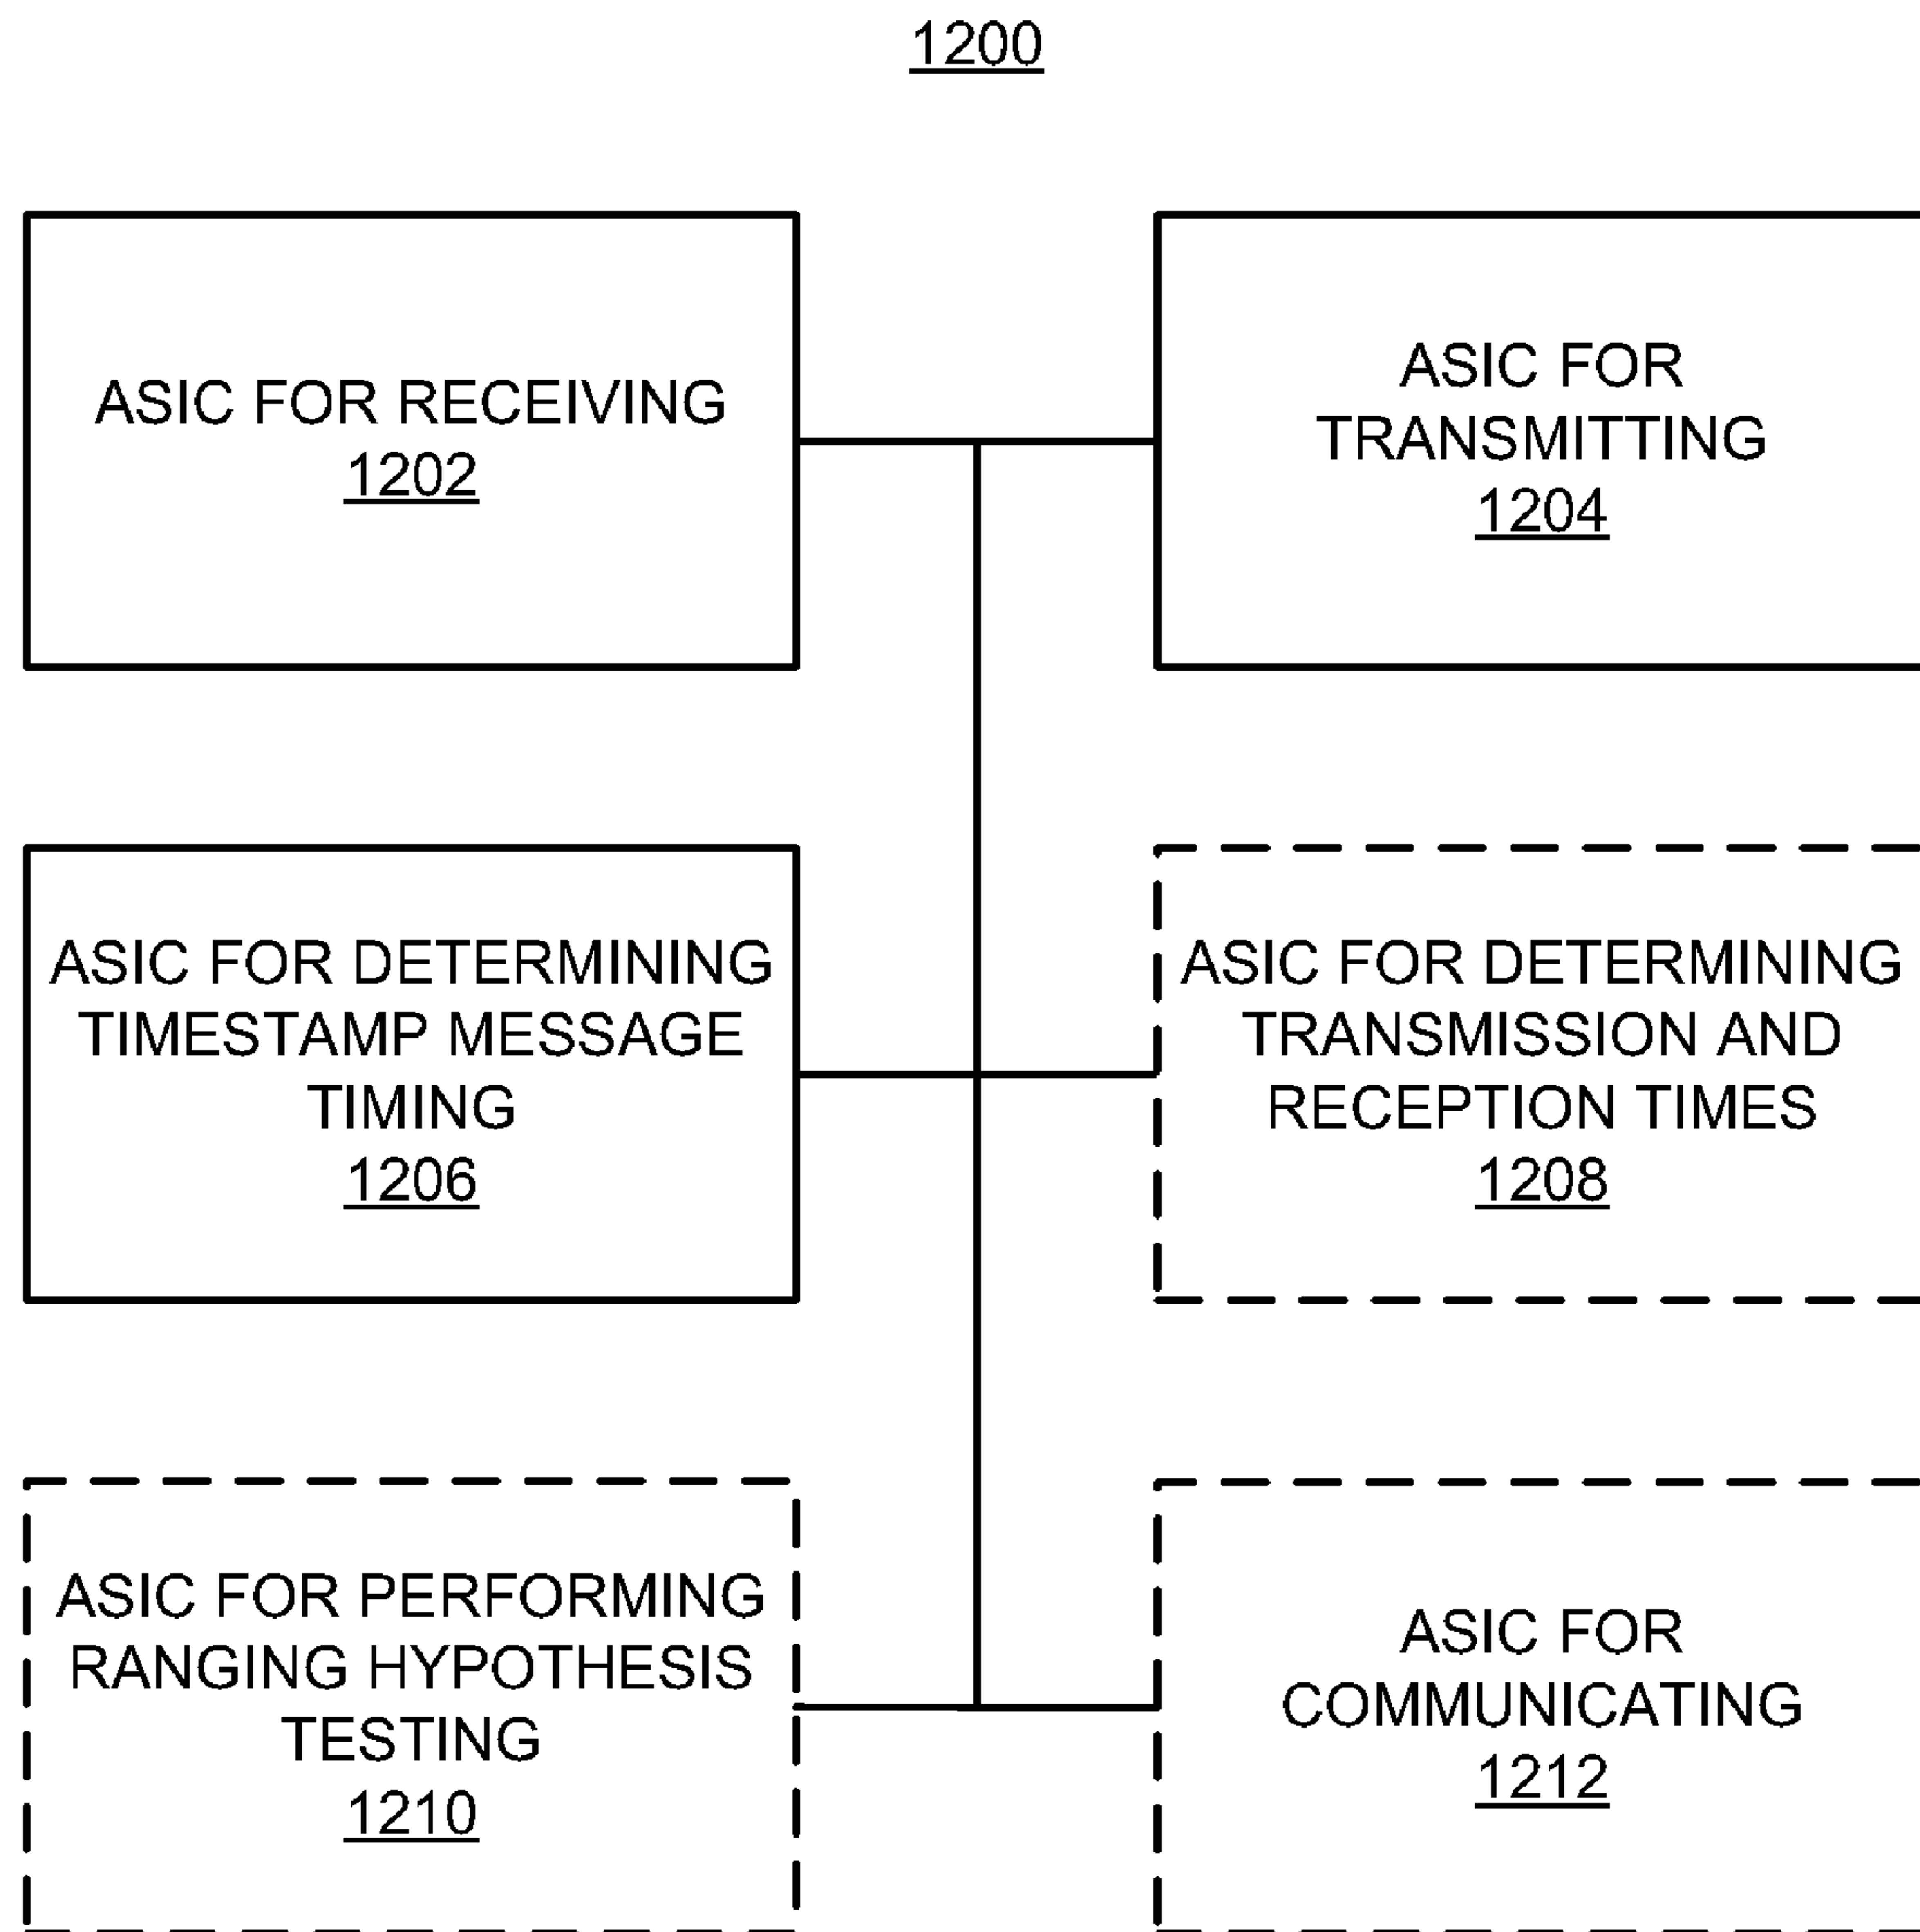 1200
ASIC FOR RECEIVING
1202
ASIC FOR
TRANSMITTING
1204
ASIC FOR DETERMINING
TIMESTAMP MESSAGE
TIMING
1206
ASIC FOR DETERMINING
TRANSMISSION AND
RECEPTION TIMES
1208
ASIC FOR PERFORMING
RANGING HYPOTHESIS
TESTING
1210
ASIC FOR
COMMUNICATING
1212